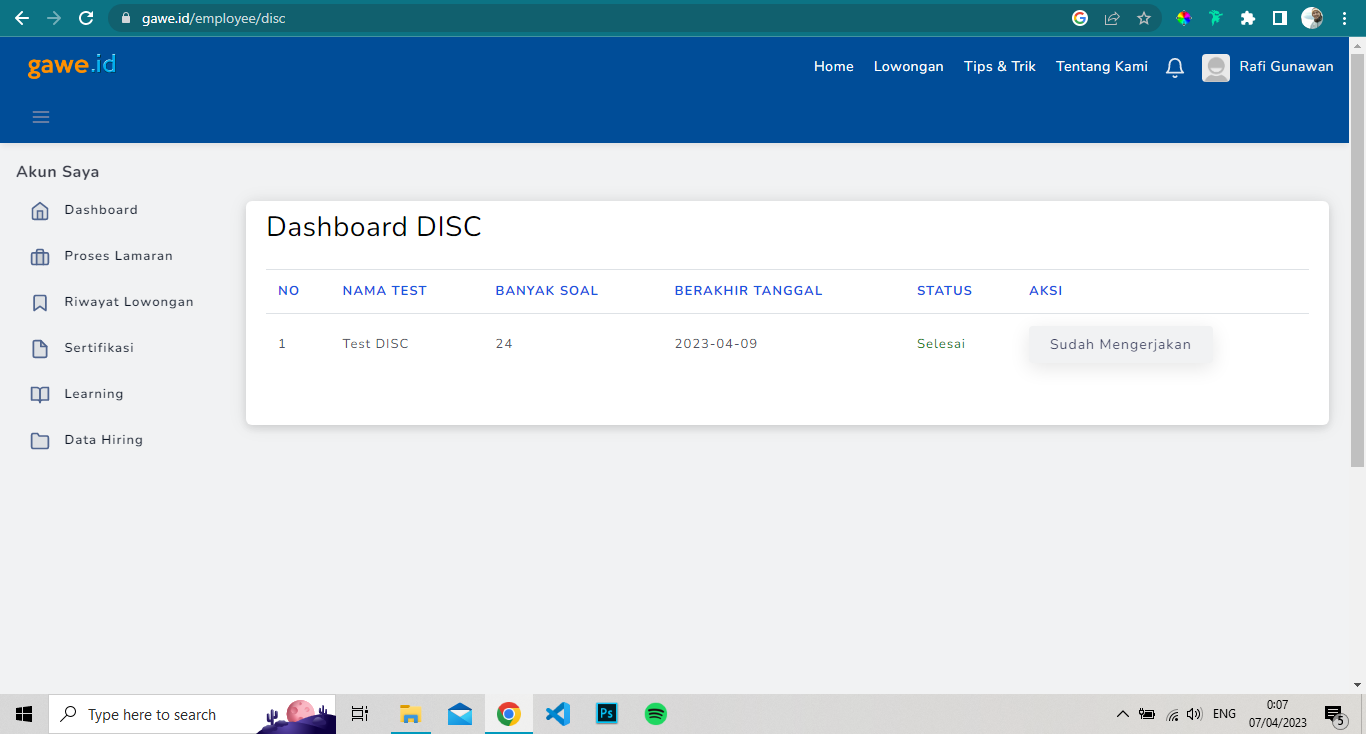 gawe.id/employee/disc
gawe.id
Home Lowongan Tips & Trik Tentang Kami Rafi Gunawan
Akun Saya
Dashboard
Proses Lamaran
Riwayat Lowongan
Sertifikasi
Learning
Data Hiring
Dashboard DISC
NO NAMA TEST BANYAK SOAL BERAKHIR TANGGAL STATUS AKSI
1 Test DISC 24 2023-04-09 Selesai Sudah Mengerjakan
Type here to search
Ps
ENG
0:07
07/04/2023
5